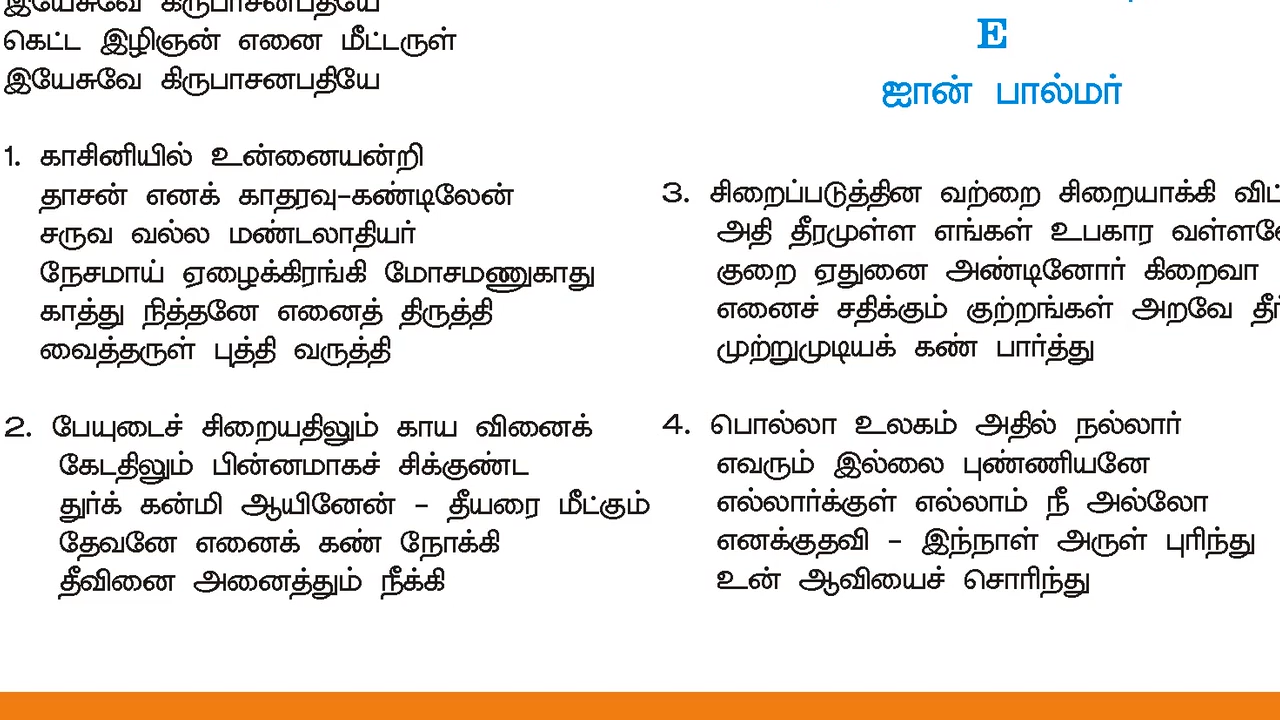 இயேசுவே கிருபாசனபதியே
கெட்ட இழிஞன் எனை மீட்டருள்
இயேசுவே கிருபாசனபதியே
1. காசினியில் உன்னையன்றி
தாசன் எனக் காதரவு-கண்டிலேன்
சருவ வல்ல மண்டலாதியர்
நேசமாய் ஏழைக்கிரங்கி மோசமணுகாது
காத்து நித்தனே எனைத் திருத்தி
வைத்தருள் புத்தி வருத்தி
2. பேயுடைச் சிறையதிலும் காய வினைக்
கேடதிலும் பின்னமாகச் சிக்குண்ட
துர்க் கன்மி ஆயினேன் - தீயரை மீட்கும்
தேவனே எனைக் கண் நோக்கி
தீவினை அனைத்தும் நீக்கி
E
ஜான் பால்மர்
3. சிறைப்படுத்தின வற்றை சிறையாக்கி
அதி தீரமுள்ள எங்கள் உபகார
குறை ஏதுனை அண்டினோர் கிறைவா
எனைச் சதிக்கும் குற்றங்கள் அறவே
முற்றுமுடியக் கண் பார்த்து
4. பொல்லா உலகம் அதில் நல்லார்
எவரும் இல்லை புண்ணியனே
எல்லார்க்குள் எல்லாம் நீ அல்லோ
எனக்குதவி - இந்நாள் அருள் புரிந்து
உன் ஆவியைச் சொரிந்து